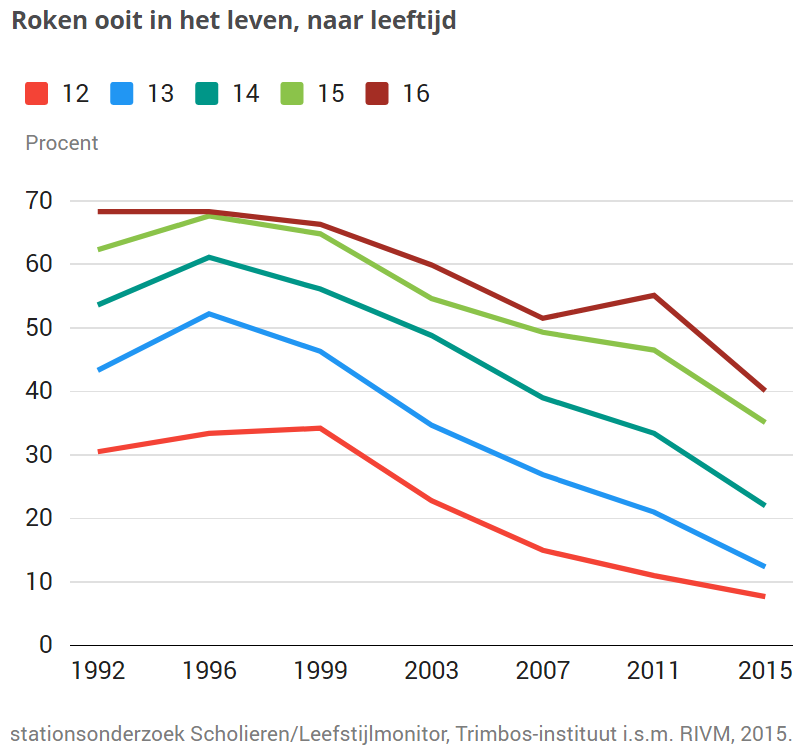 Roken ooit in het leven, naar leeftijd
12 13 14 15 16
Procent
70
60
50
40
30
20
10
0
1992 1996 1999 2003 2007 2011 2015
stationsonderzoek Scholieren/Leefstijlmonitor, Trimbos-instituut i.s.m. RIVM, 2015.